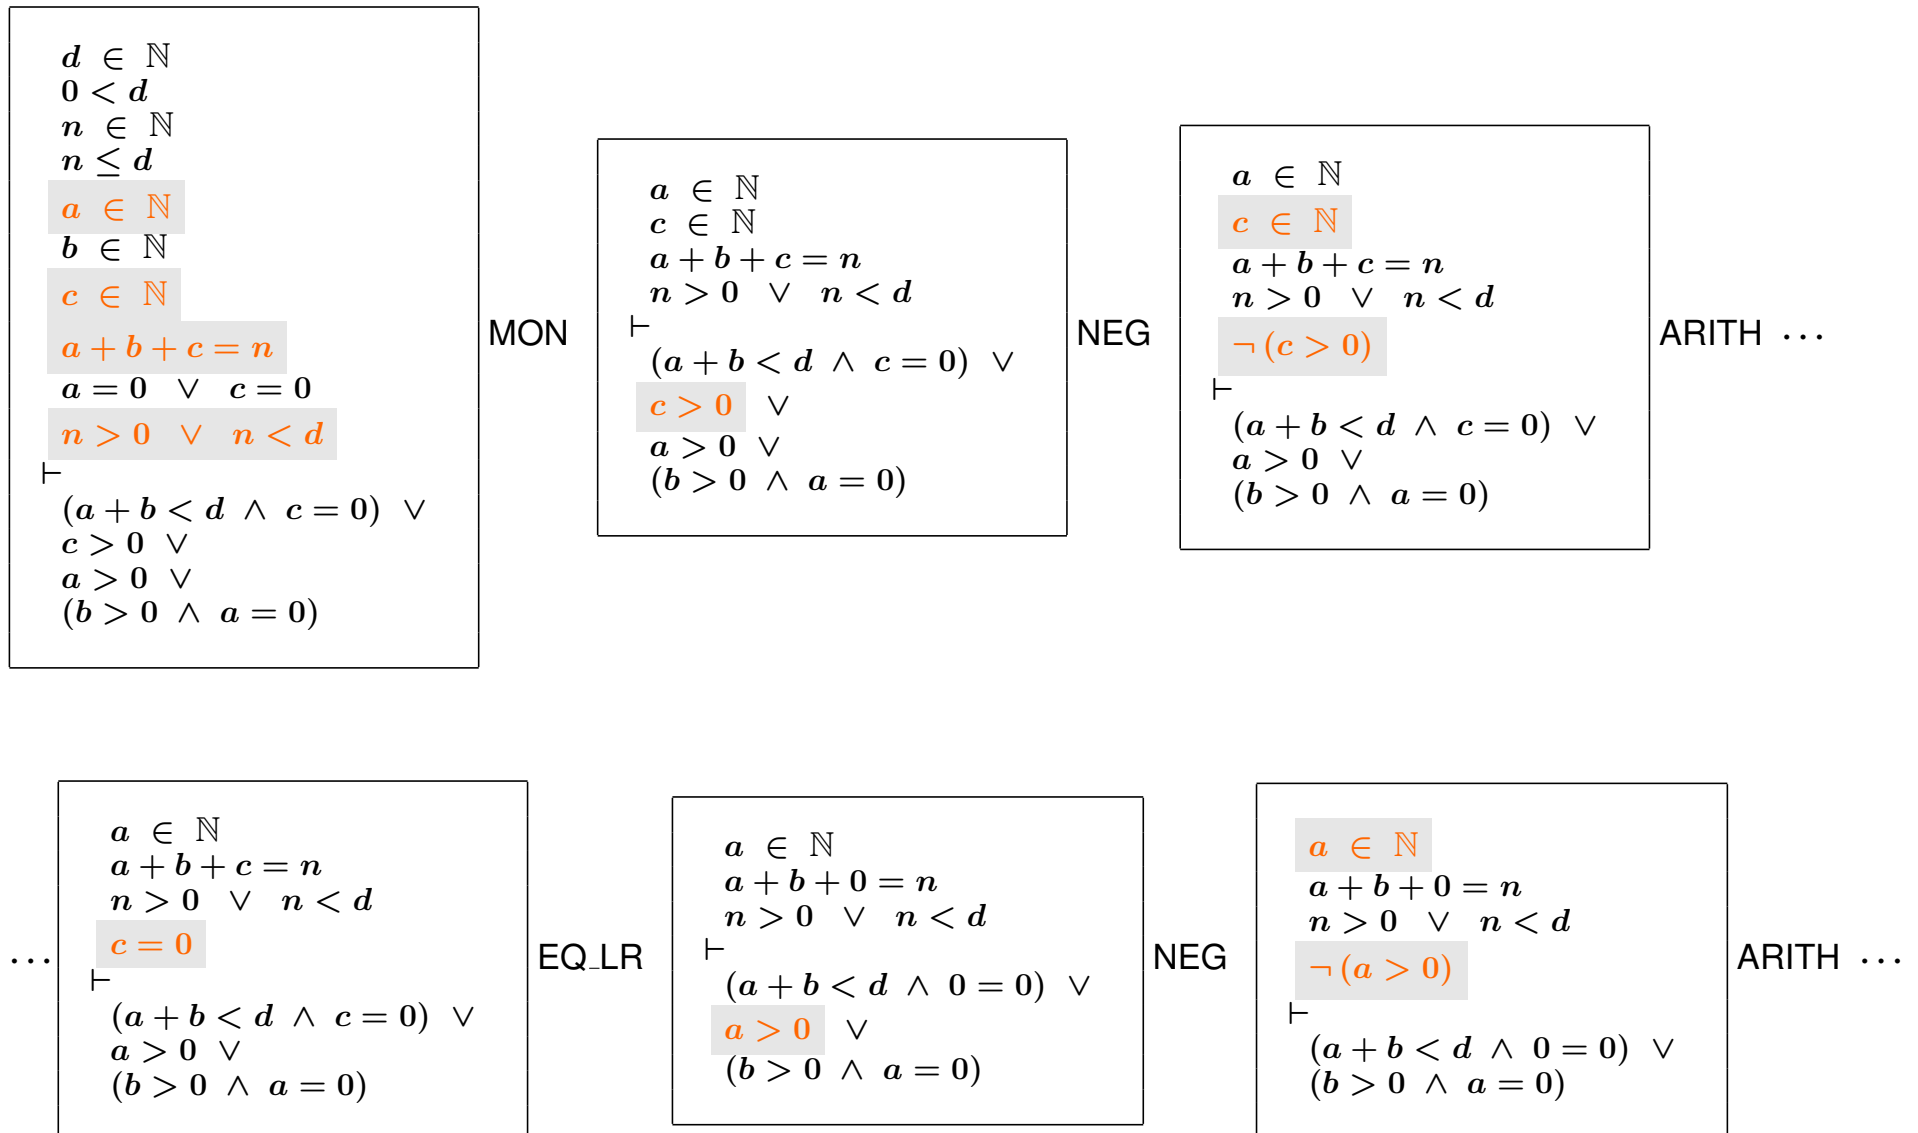 d ∈ ℕ
0 < d
n ∈ ℕ
n ≤ d
a ∈ ℕ
b ∈ ℕ
c ∈ ℕ
a + b + c = n
a = 0 ∨ c = 0
n > 0 ∨ n < d
⊢
(a + b < d ∧ c = 0) ∨
c > 0 ∨
a > 0 ∨
(b > 0 ∧ a = 0)
MON
a ∈ ℕ
c ∈ ℕ
a + b + c = n
n > 0 ∨ n < d
⊢
(a + b < d ∧ c = 0) ∨
c > 0 ∨
a > 0 ∨
(b > 0 ∧ a = 0)
NEG
a ∈ ℕ
c ∈ ℕ
a + b + c = n
n > 0 ∨ n < d
¬ (c > 0)
⊢
(a + b < d ∧ c = 0) ∨
a > 0 ∨
(b > 0 ∧ a = 0)
ARITH ⋯
⋯
a ∈ ℕ
a + b + c = n
n > 0 ∨ n < d
c = 0
⊢
(a + b < d ∧ c = 0) ∨
a > 0 ∨
(b > 0 ∧ a = 0)
EQ_LR
a ∈ ℕ
a + b + 0 = n
n > 0 ∨ n < d
⊢
(a + b < d ∧ 0 = 0) ∨
a > 0 ∨
(b > 0 ∧ a = 0)
NEG
a ∈ ℕ
a + b + 0 = n
n > 0 ∨ n < d
¬ (a > 0)
⊢
(a + b < d ∧ 0 = 0) ∨
(b > 0 ∧ a = 0)
ARITH ⋯